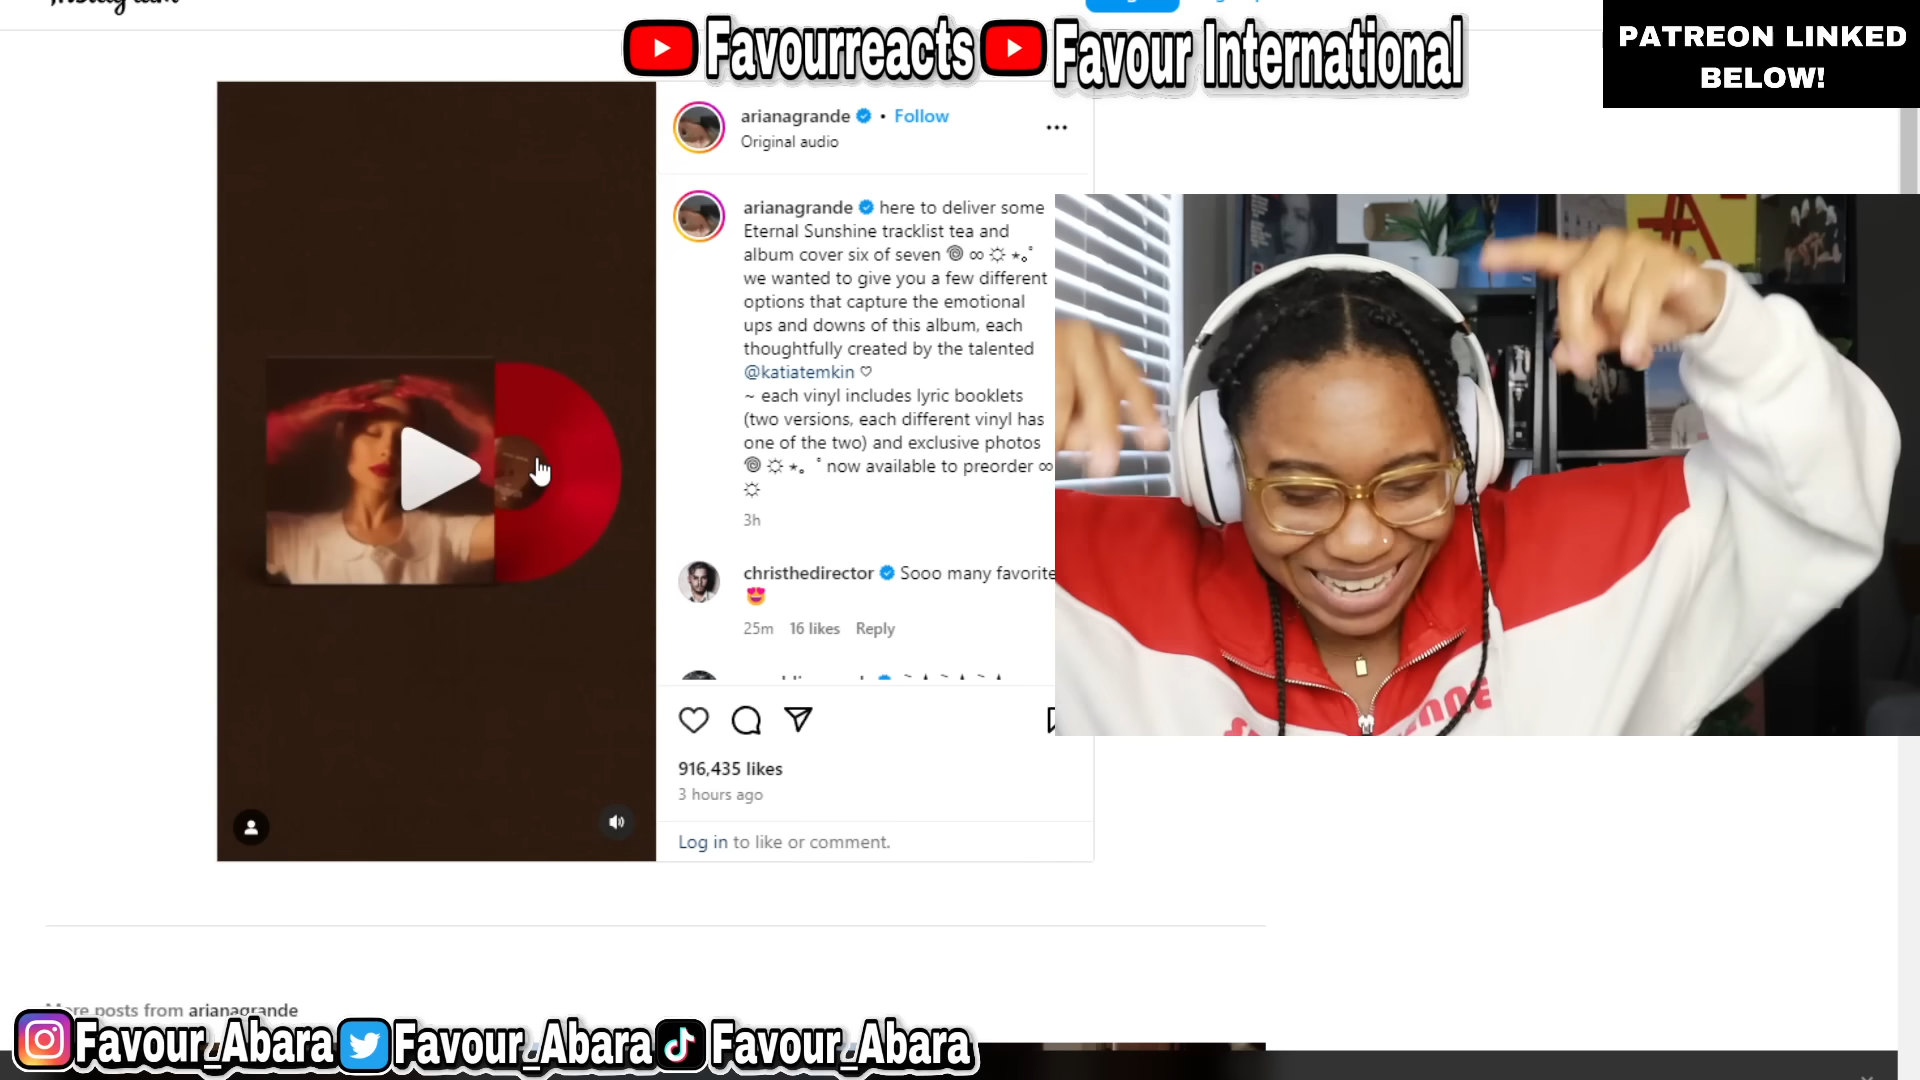 Instagram
Favourreacts
Favour International
PATREON LINKED
BELOW!
arianagrande • Follow
Original audio
arianagrande here to deliver some
Eternal Sunshine tracklist tea and
album cover six of seven ꩜ ∞ ☼ ⋆｡˚
we wanted to give you a few different
options that capture the emotional
ups and downs of this album, each
thoughtfully created by the talented
@katiatemkin ♡
~ each vinyl includes lyric booklets
(two versions, each different vinyl has
one of the two) and exclusive photos
꩜ ☼ ⋆｡ ˚ now available to preorder ∞
☼
3h
christhedirector Sooo many favorite
😍
25m 16 likes Reply
916,435 likes
3 hours ago
Log in to like or comment.
More posts from arianagrande
Favour_Abara
Favour_Abara
Favour_Abara